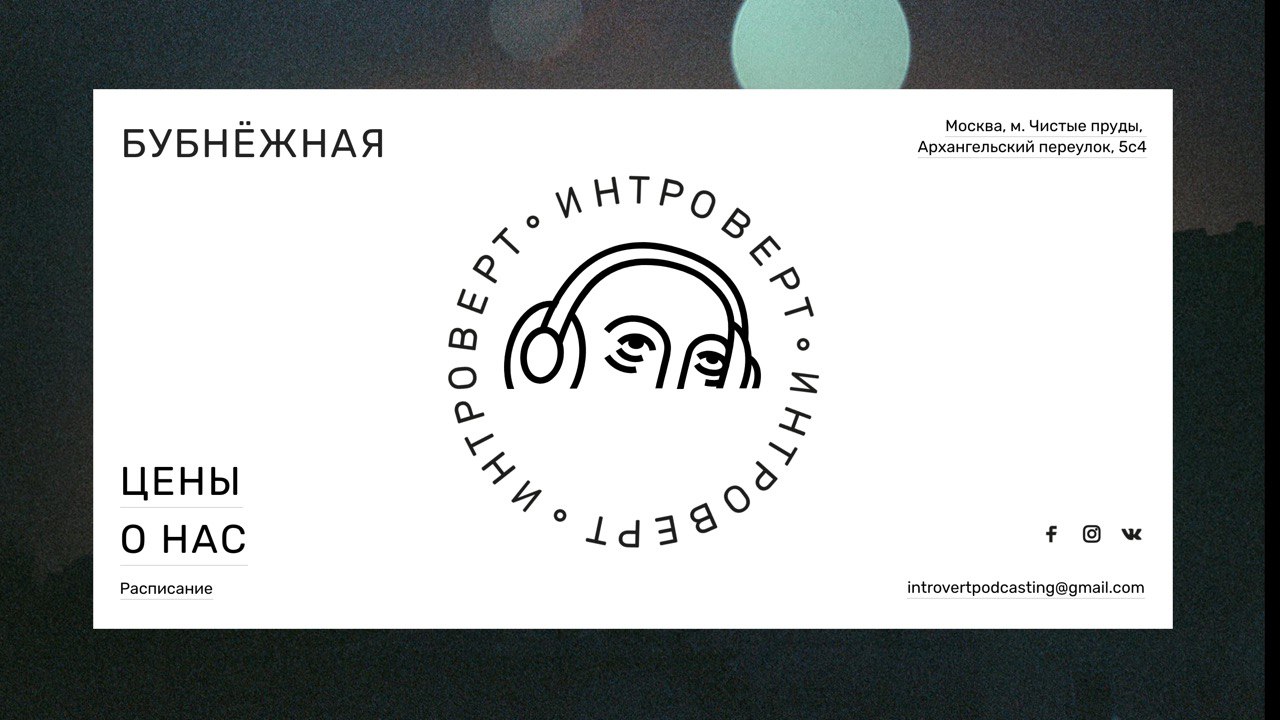 БУБНЁЖНАЯ
Москва, м. Чистые пруды,
Архангельский переулок, 5с4
ИНТРОВЕРТ ° ИНТРОВЕРТ ° ИНТРОВЕРТ °
ЦЕНЫ
О НАС
Расписание
introvertpodcasting@gmail.com